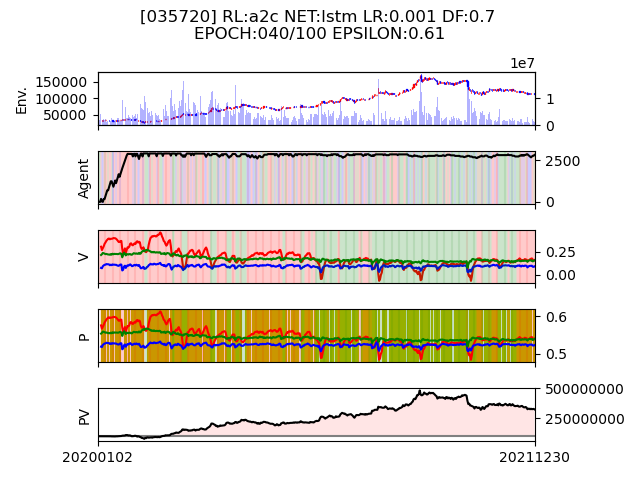 [035720] RL:a2c NET:lstm LR:0.001 DF:0.7
EPOCH:040/100 EPSILON:0.61
1e7
Env.
150000
100000
50000
1
0
Agent
2500
0
V
0.25
0.00
P
0.6
0.5
PV
500000000
250000000
20200102
20211230